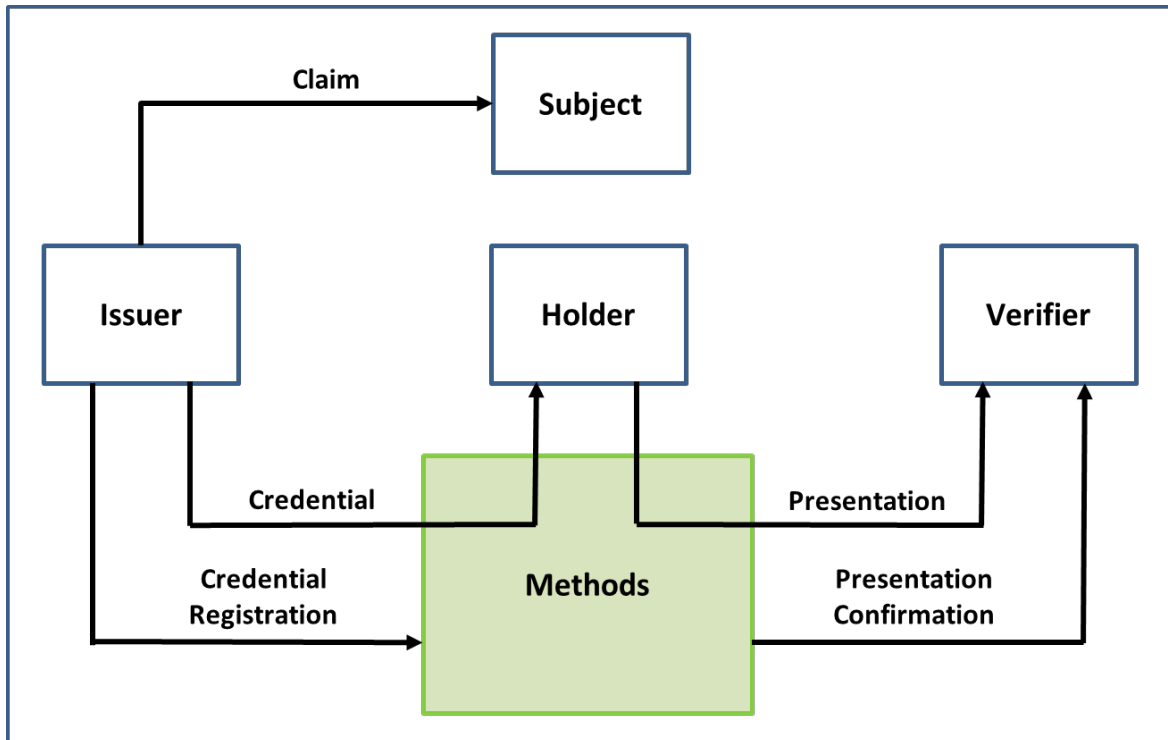 Claim
Subject
Issuer
Holder
Verifier
Credential
Presentation
Credential
Registration
Methods
Presentation
Confirmation